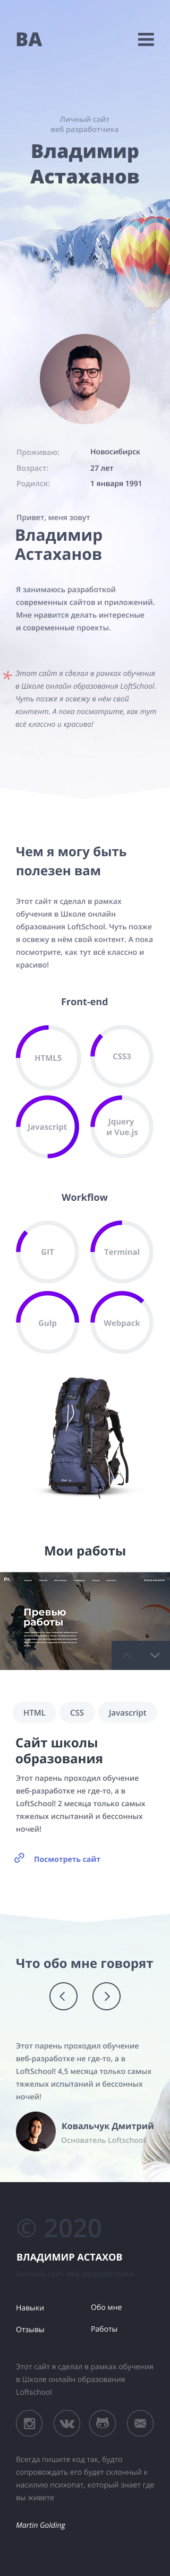 ВА
Личный сайт
веб разработчика
Владимир
Астаханов
Проживаю: Новосибирск
Возраст: 27 лет
Родился: 1 января 1991
Привет, меня зовут
Владимир
Астаханов
Я занимаюсь разработкой
современных сайтов и приложений.
Мне нравится делать интересные
и современные проекты.
Этот сайт я сделал в рамках обучения
в Школе онлайн образования LoftSchool.
Чуть позже я освежу в нём свой
контент. А пока посмотрите, как тут
всё классно и красиво!
Чем я могу быть
полезен вам
Этот сайт я сделал в рамках
обучения в Школе онлайн
образования LoftSchool. Чуть позже
я освежу в нём свой контент. А пока
посмотрите, как тут всё классно и
красиво!
Front-end
HTML5
CSS3
Javascript
Jquery
и Vue.js
Workflow
GIT
Terminal
Gulp
Webpack
Мои работы
Pr.
Превью
работы
HTML
CSS
Javascript
Сайт школы
образования
Этот парень проходил обучение
веб-разработке не где-то, а в
LoftSchool! 2 месяца только самых
тяжелых испытаний и бессонных
ночей!
Посмотреть сайт
Что обо мне говорят
Этот парень проходил обучение
веб-разработке не где-то, а в
LoftSchool! 4,5 месяца только самых
тяжелых испытаний и бессонных
ночей!
Ковальчук Дмитрий
Основатель Loftschool
© 2020
ВЛАДИМИР АСТАХОВ
Личный сайт веб разработчика
Навыки
Обо мне
Отзывы
Работы
Этот сайт я сделал в рамках обучения
в Школе онлайн образования
Loftschool
Всегда пишите код так, будто
сопровождать его будет склонный к
насилию психопат, который знает где
вы живете
Martin Golding